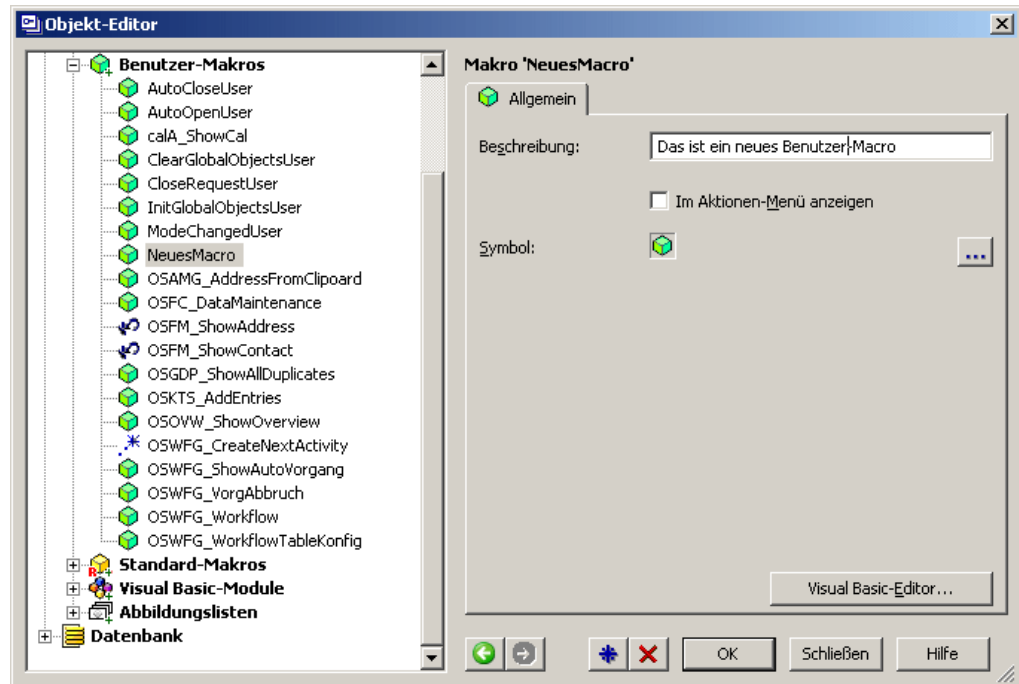 Objekt-Editor
Benutzer-Makros
AutoCloseUser
AutoOpenUser
calA_ShowCal
ClearGlobalObjectsUser
CloseRequestUser
InitGlobalObjectsUser
ModeChangedUser
NeuesMacro
OSAMG_AddressFromClipoard
OSFC_DataMaintenance
OSFM_ShowAddress
OSFM_ShowContact
OSGDP_ShowAllDuplicates
OSKTS_AddEntries
OSOVW_ShowOverview
OSWFG_CreateNextActivity
OSWFG_ShowAutoVorgang
OSWFG_VorgAbbruch
OSWFG_Workflow
OSWFG_WorkflowTableKonfig
Standard-Makros
Visual Basic-Module
Abbildungslisten
Datenbank
Makro 'NeuesMacro'
Allgemein
Beschreibung: Das ist ein neues Benutzer-Macro
Im Aktionen-Menü anzeigen
Symbol: ...
Visual Basic-Editor...
OK Schließen Hilfe